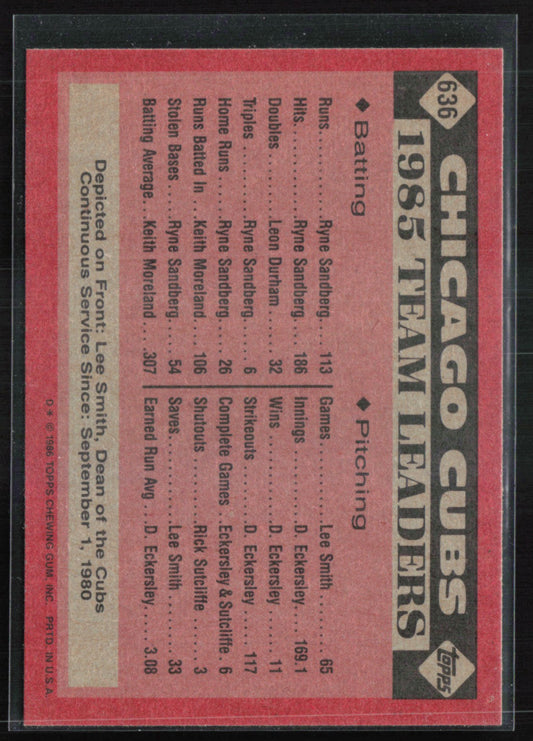 636
CHICAGO CUBS
topps
1985 TEAM LEADERS
◆ Batting
Runs.......... Ryne Sandberg... 113
Hits.......... Ryne Sandberg... 186
Doubles....... Leon Durham..... 32
Triples....... Ryne Sandberg... 6
Home Runs..... Ryne Sandberg... 26
Runs Batted In .. Keith Moreland... 106
Stolen Bases.... Ryne Sandberg... 54
Batting Average.. Keith Moreland... .307
◆ Pitching
Games.......... Lee Smith.... 65
Innings........ D. Eckersley... 169.1
Wins........... D. Eckersley... 11
Strikeouts..... D. Eckersley... 117
Complete Games . Eckersley & Sutcliffe . 6
Shutouts....... Rick Sutcliffe... 3
Saves.......... Lee Smith.... 33
Earned Run Avg... D. Eckersley.... 3.08
Depicted on Front: Lee Smith, Dean of the Cubs
Continuous Service Since: September 1, 1980
D* © 1986 TOPPS CHEWING GUM, INC. PRTD. IN U.S.A.